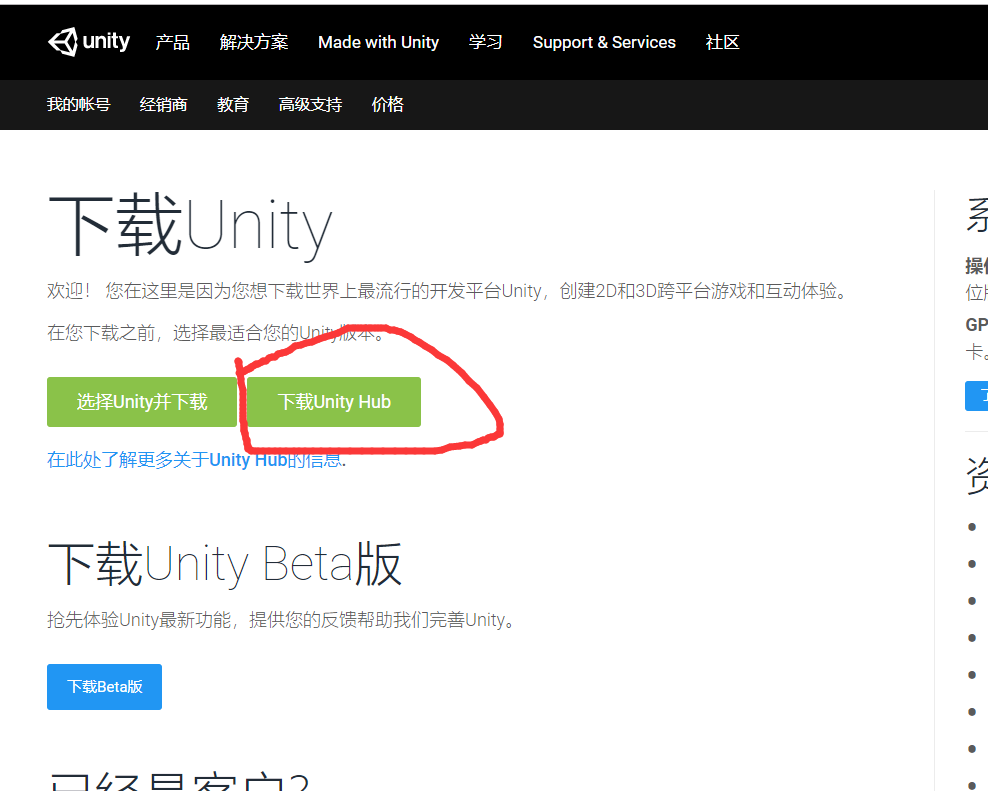 unity 产品 解决方案 Made with Unity 学习 Support & Services 社区
我的帐号 经销商 教育 高级支持 价格
下载Unity
欢迎！ 您在这里是因为您想下载世界上最流行的开发平台Unity，创建2D和3D跨平台游戏和互动体验。
在您下载之前，选择最适合您的Unity版本。
选择Unity并下载 下载Unity Hub
在此处了解更多关于Unity Hub的信息.
下载Unity Beta版
抢先体验Unity最新功能，提供您的反馈帮助我们完善Unity。
下载Beta版
已经是客户?
系
操作
位版
GP
卡。
资